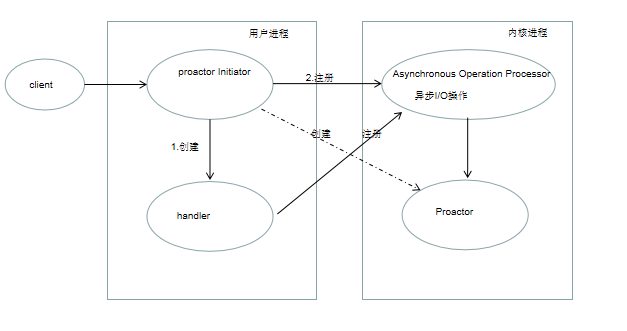 用户进程
内核进程
client
proactor Initiator
2.注册
Asynchronous Operation Processor
异步I/O操作
1.创建
创建
注册
handler
Proactor